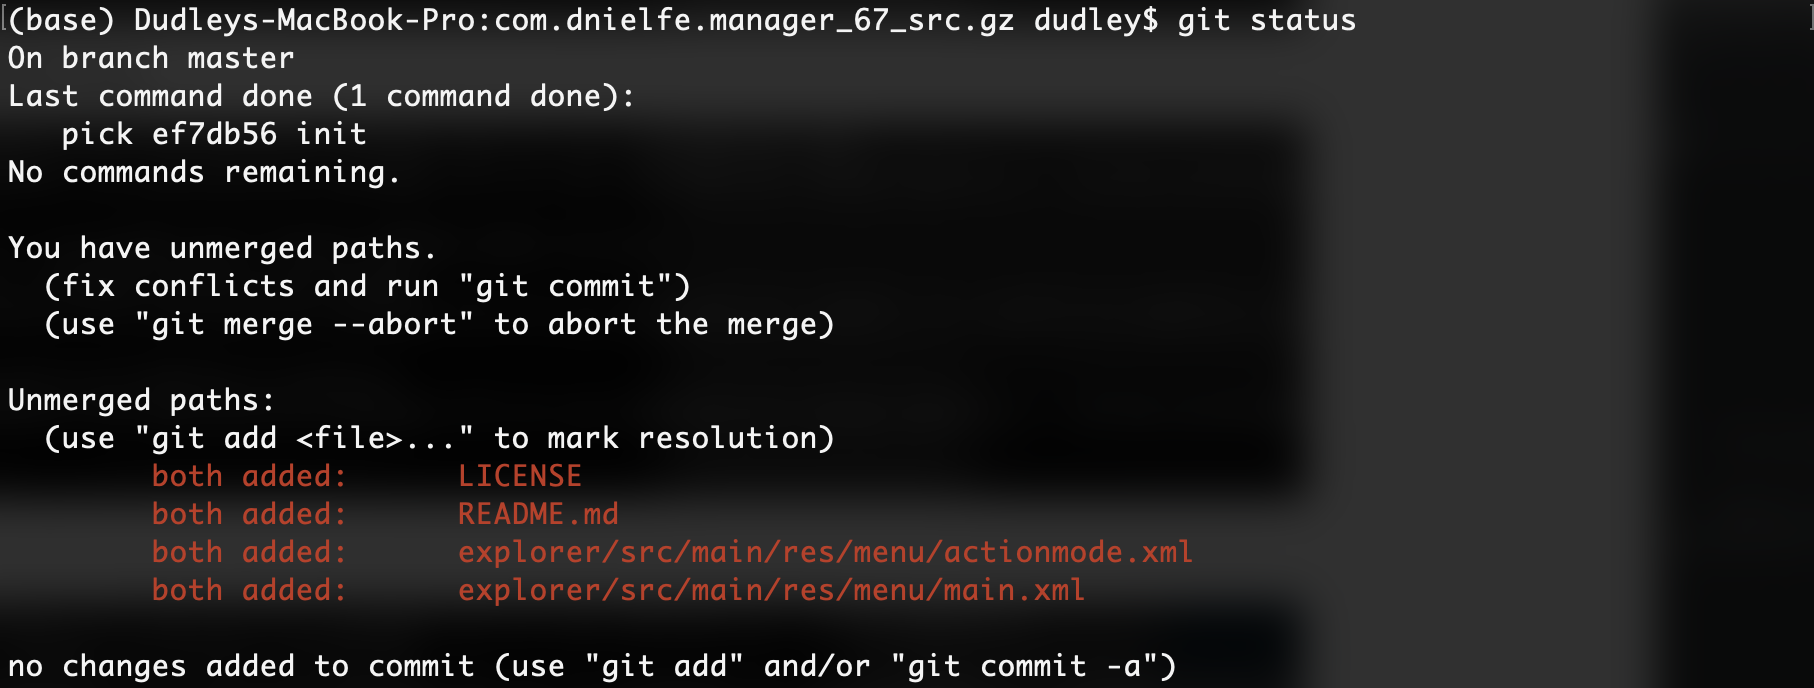 (base) Dudleys-MacBook-Pro:com.dnielfe.manager_67_src.gz dudley$ git status
On branch master
Last command done (1 command done):
   pick ef7db56 init
No commands remaining.

You have unmerged paths.
  (fix conflicts and run "git commit")
  (use "git merge --abort" to abort the merge)

Unmerged paths:
  (use "git add <file>..." to mark resolution)
        both added:      LICENSE
        both added:      README.md
        both added:      explorer/src/main/res/menu/actionmode.xml
        both added:      explorer/src/main/res/menu/main.xml

no changes added to commit (use "git add" and/or "git commit -a")